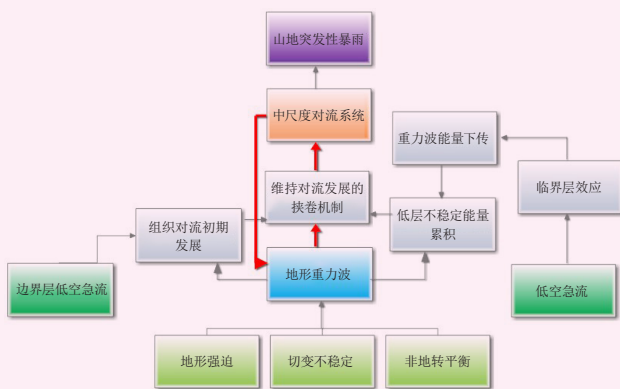 山地突发性暴雨
中尺度对流系统
重力波能量下传
维持对流发展的
挟卷机制
临界层效应
组织对流初期
发展
低层不稳定能量
累积
边界层低空急流
地形重力波
低空急流
地形强迫
切变不稳定
非地转平衡